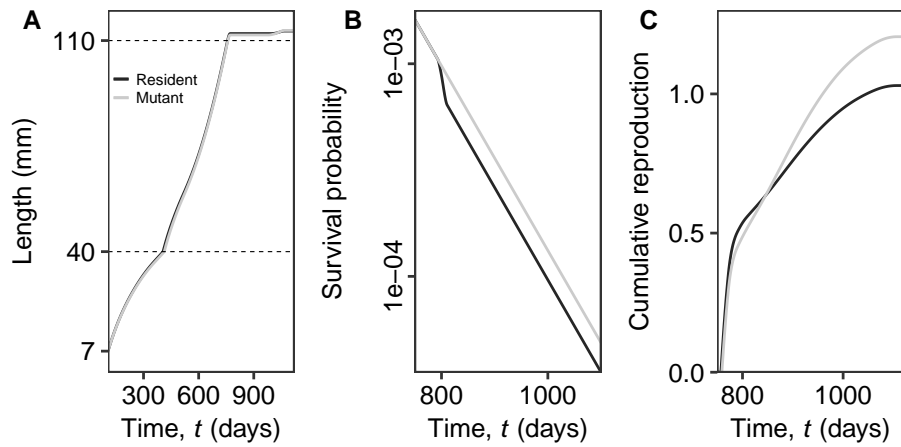 A
Length (mm)
110
40
7
Resident
Mutant
300 600 900
Time, t (days)
B
Survival probability
1e−03
1e−04
800 1000
Time, t (days)
C
Cumulative reproduction
1.0
0.5
0.0
800 1000
Time, t (days)